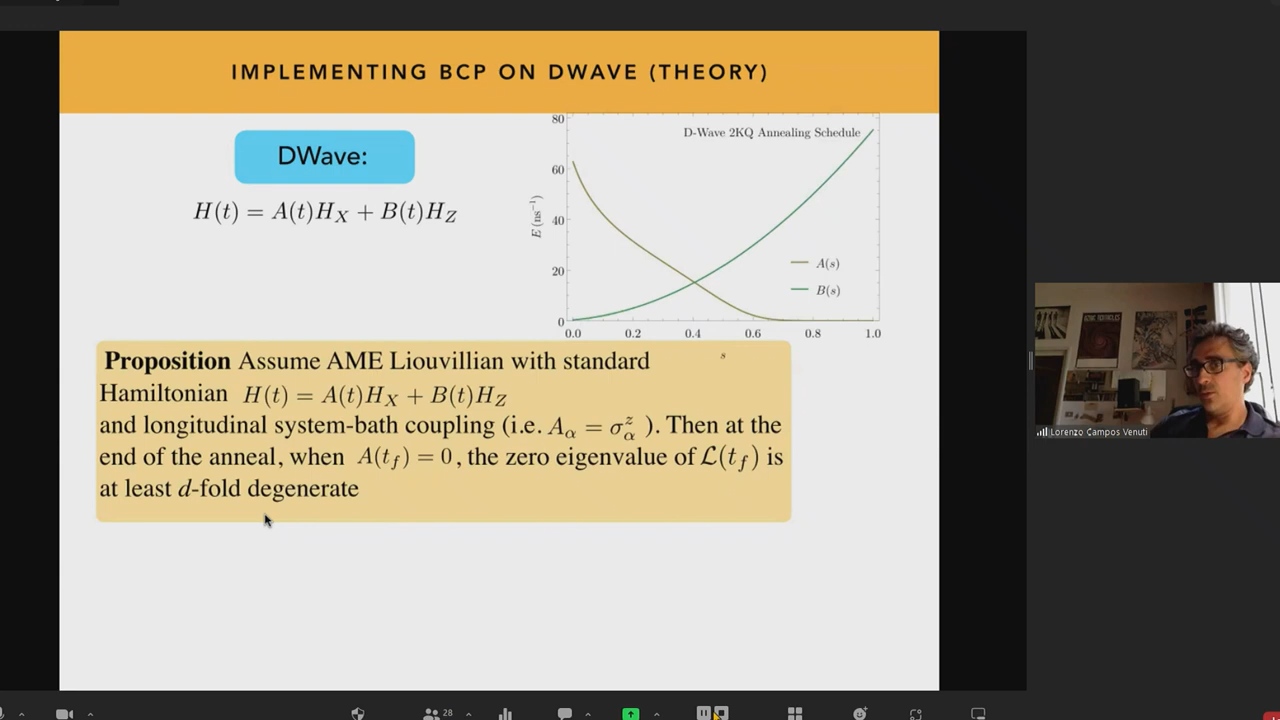 IMPLEMENTING BCP ON DWAVE (THEORY)
DWave:
H(t) = A(t)H_X + B(t)H_Z
D-Wave 2KQ Annealing Schedule
E (ns⁻¹)
80
60
40
20
0
A(s)
B(s)
0.0 0.2 0.4 0.6 0.8 1.0
s
Proposition Assume AME Liouvillian with standard
Hamiltonian H(t) = A(t)H_X + B(t)H_Z
and longitudinal system-bath coupling (i.e. A_α = σ^z_α ). Then at the
end of the anneal, when A(t_f) = 0, the zero eigenvalue of ℒ(t_f) is
at least d-fold degenerate
Lorenzo Campos Venuti
28